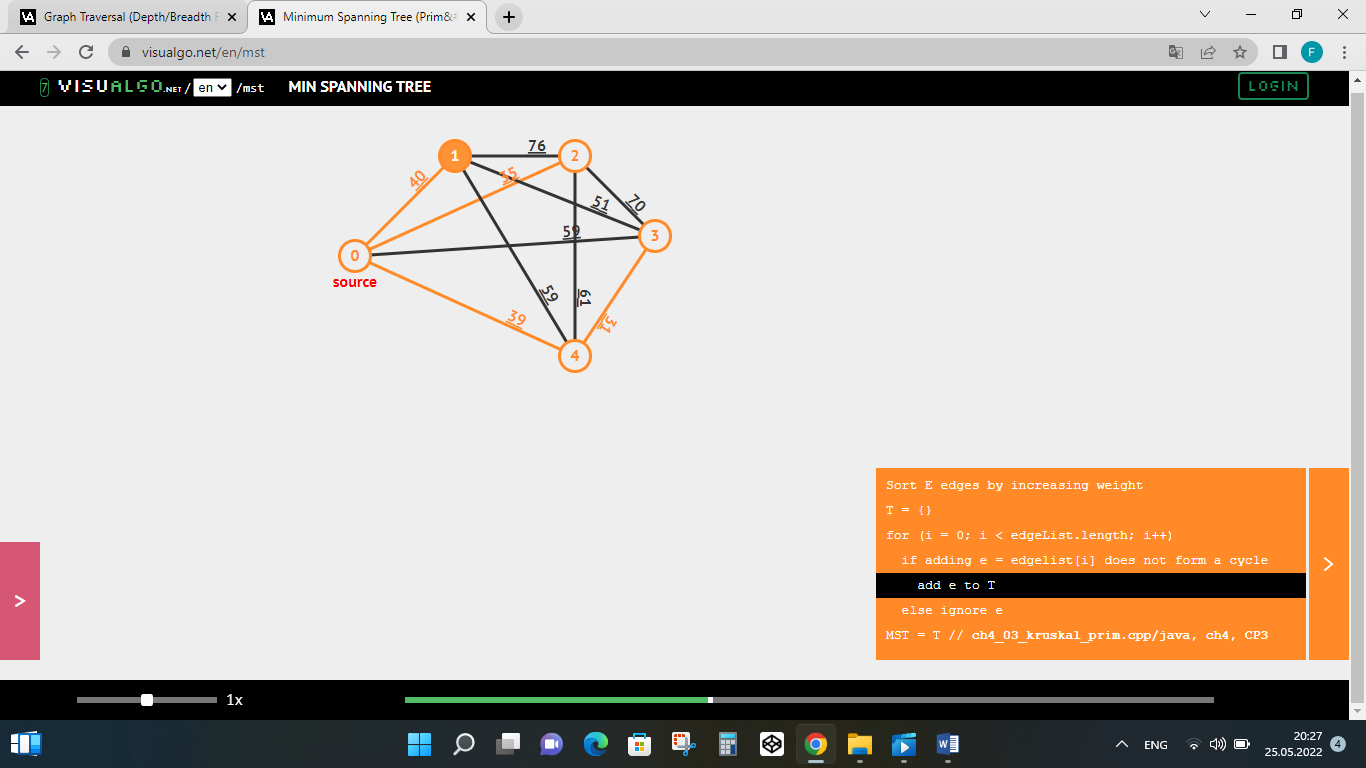 Graph Traversal (Depth/Breadth F
Minimum Spanning Tree (Prim&#
visualgo.net/en/mst
F
7 VISUALGO.NET / en /mst MIN SPANNING TREE LOGIN
1
76
2
40
15
51
70
59
3
0
source
59
61
39
31
4
Sort E edges by increasing weight
T = {}
for (i = 0; i < edgeList.length; i++)
if adding e = edgelist[i] does not form a cycle
add e to T
else ignore e
MST = T // ch4_03_kruskal_prim.cpp/java, ch4, CP3
>
>
1x
ENG
20:27
25.05.2022
4